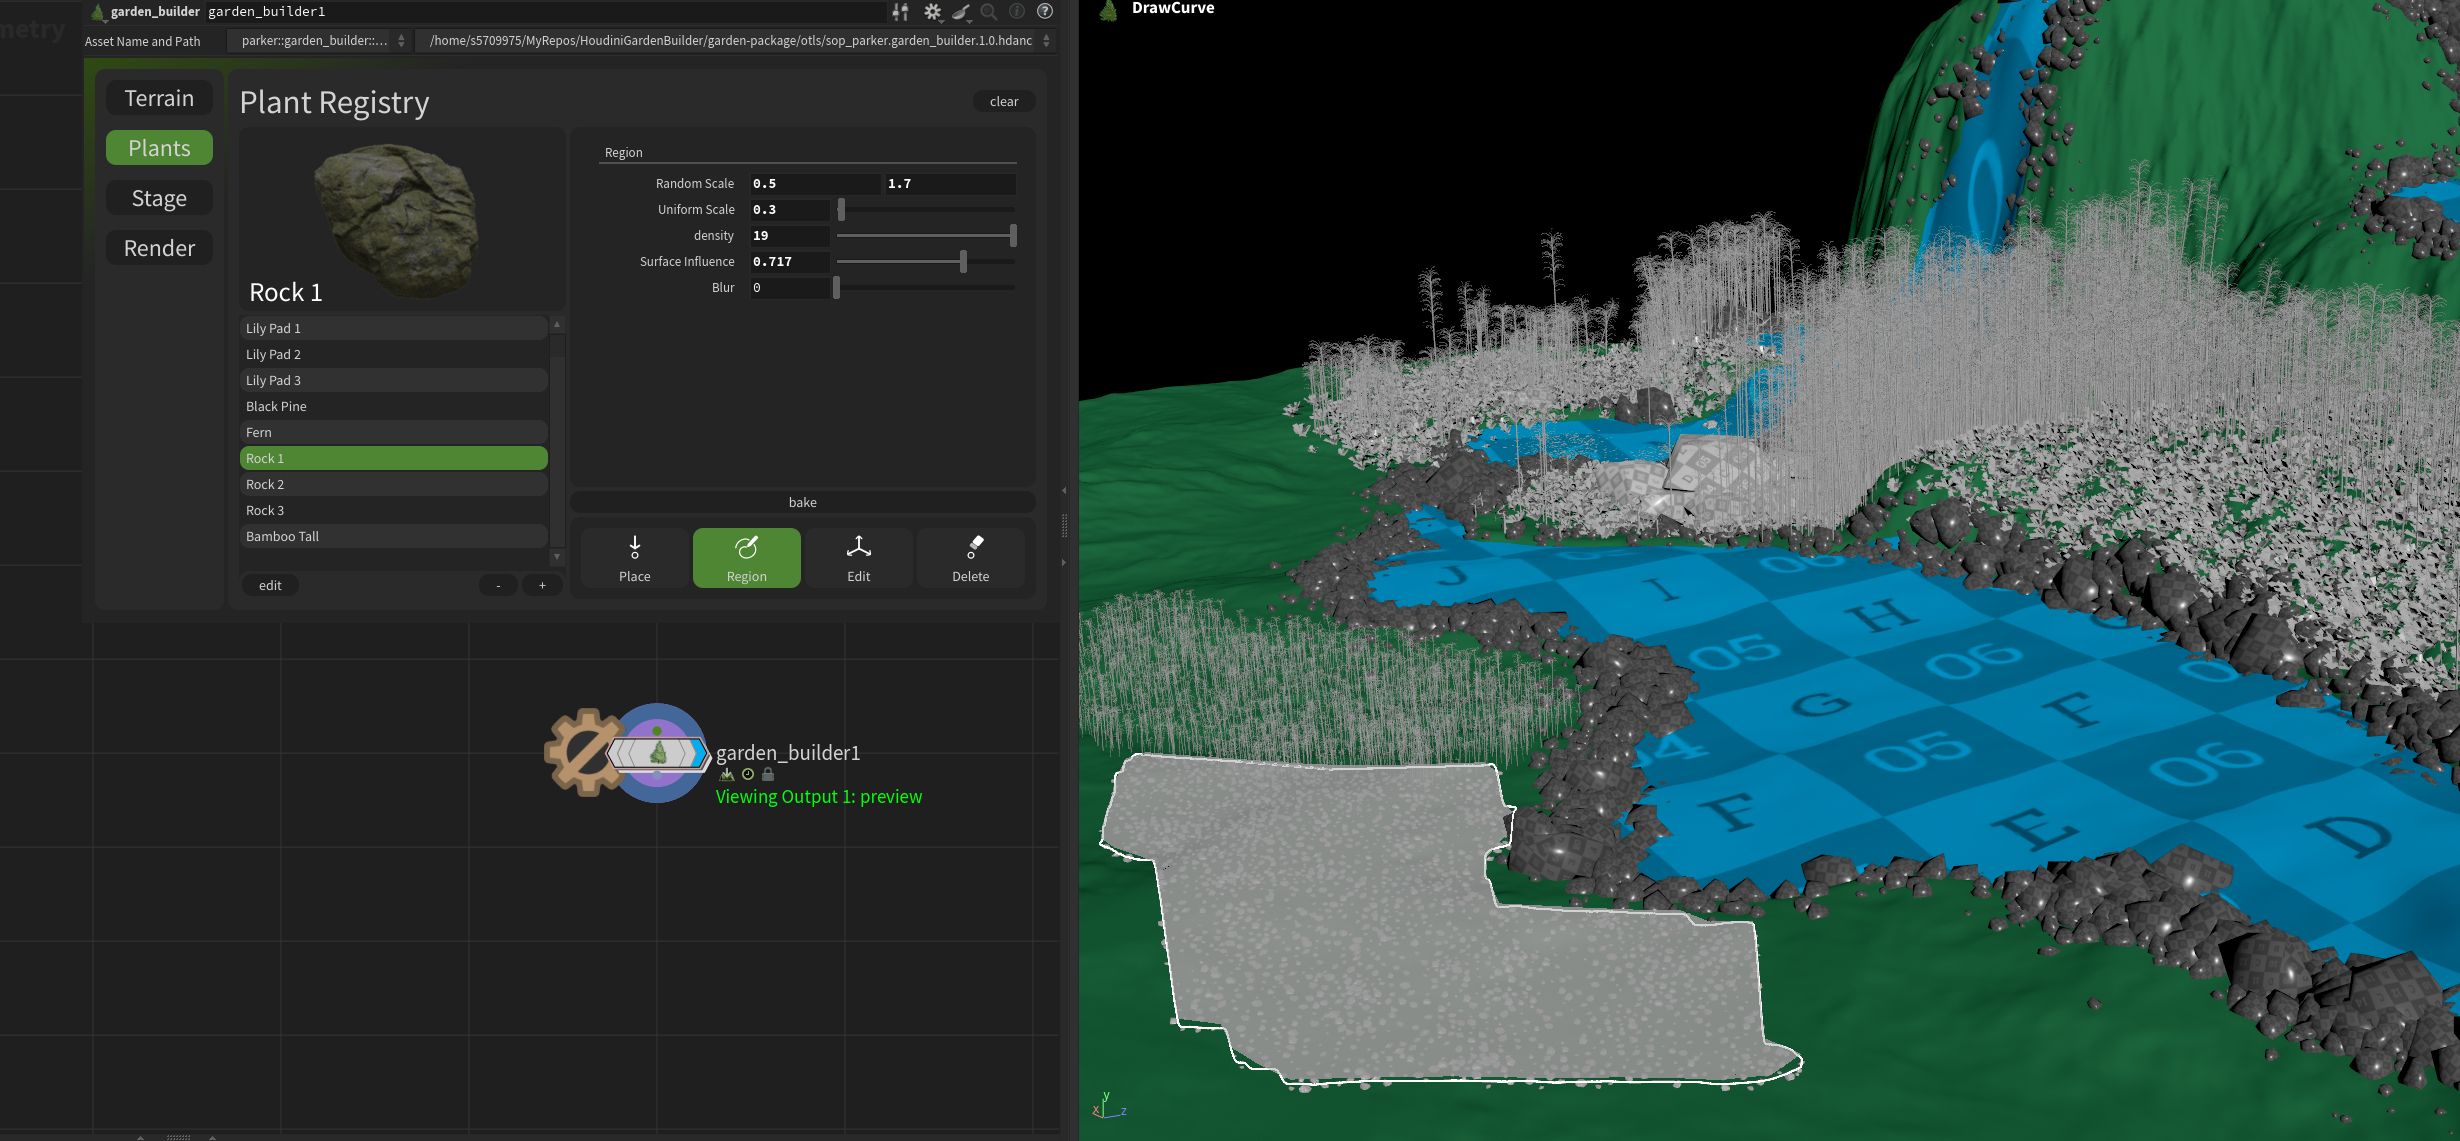 garden_builder garden_builder1
Asset Name and Path parker::garden_builder::... /home/s5709975/MyRepos/HoudiniGardenBuilder/garden-package/otls/sop_parker.garden_builder.1.0.hdanc
Terrain
Plants
Stage
Render
Plant Registry
clear
Rock 1
Lily Pad 1
Lily Pad 2
Lily Pad 3
Black Pine
Fern
Rock 1
Rock 2
Rock 3
Bamboo Tall
edit - +
Region
Random Scale 0.5 1.7
Uniform Scale 0.3
density 19
Surface Influence 0.717
Blur 0
bake
Place Region Edit Delete
garden_builder1
Viewing Output 1: preview
DrawCurve
J I 06
H
05 06
G F
05 06
F E D
y
x z